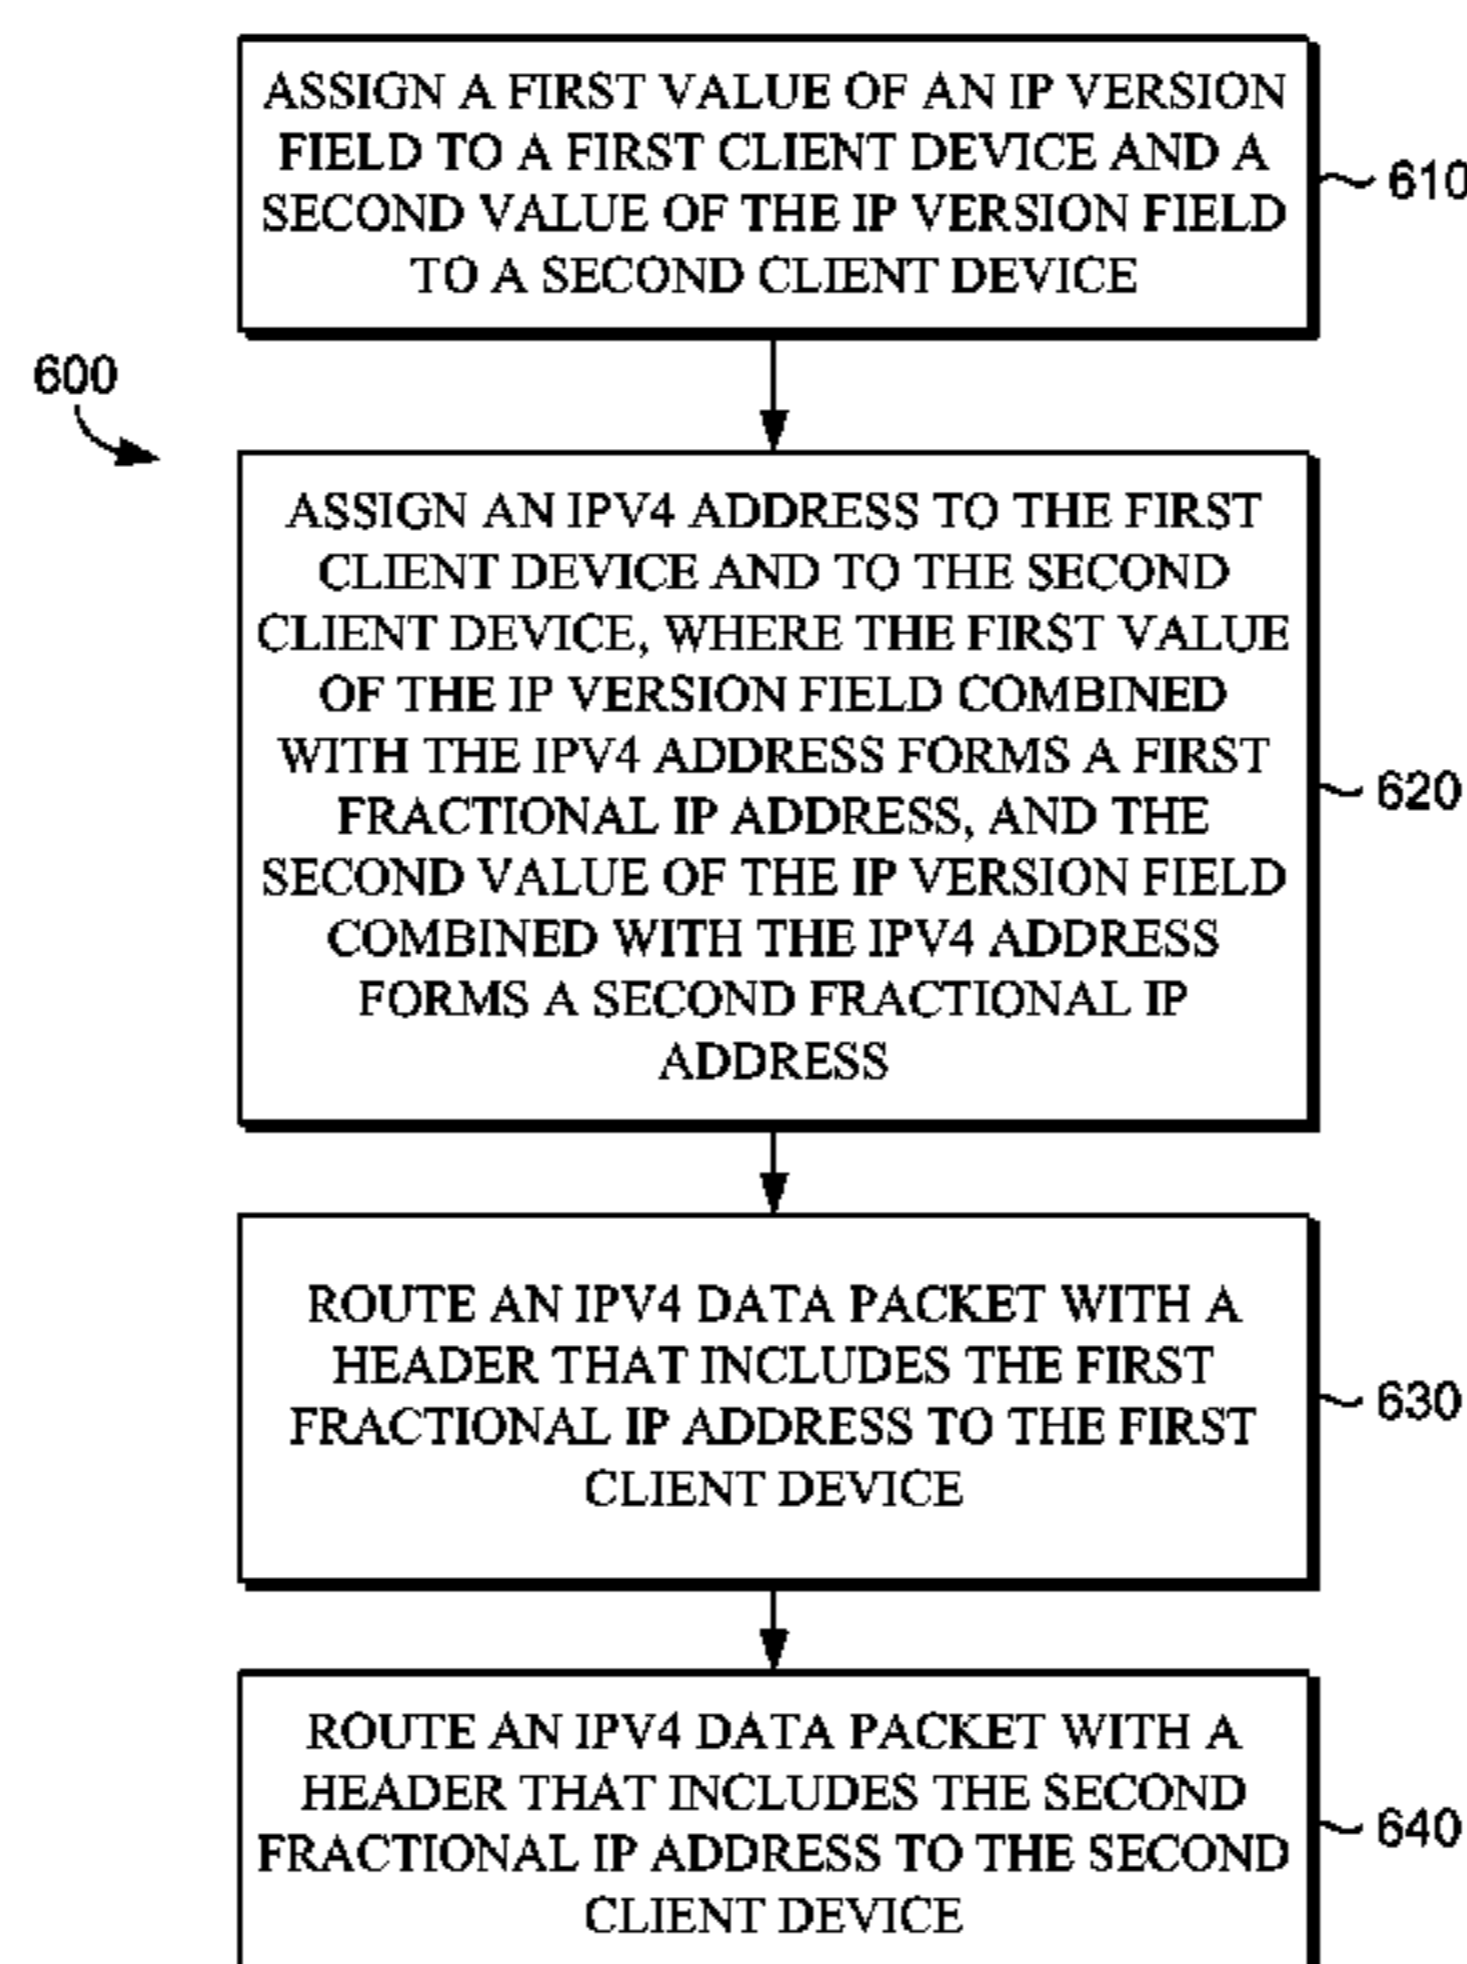 ASSIGN A FIRST VALUE OF AN IP VERSION
FIELD TO A FIRST CLIENT DEVICE AND A
SECOND VALUE OF THE IP VERSION FIELD
TO A SECOND CLIENT DEVICE
610
600
ASSIGN AN IPV4 ADDRESS TO THE FIRST
CLIENT DEVICE AND TO THE SECOND
CLIENT DEVICE, WHERE THE FIRST VALUE
OF THE IP VERSION FIELD COMBINED
WITH THE IPV4 ADDRESS FORMS A FIRST
FRACTIONAL IP ADDRESS, AND THE
SECOND VALUE OF THE IP VERSION FIELD
COMBINED WITH THE IPV4 ADDRESS
FORMS A SECOND FRACTIONAL IP
ADDRESS
620
ROUTE AN IPV4 DATA PACKET WITH A
HEADER THAT INCLUDES THE FIRST
FRACTIONAL IP ADDRESS TO THE FIRST
CLIENT DEVICE
630
ROUTE AN IPV4 DATA PACKET WITH A
HEADER THAT INCLUDES THE SECOND
FRACTIONAL IP ADDRESS TO THE SECOND
CLIENT DEVICE
640